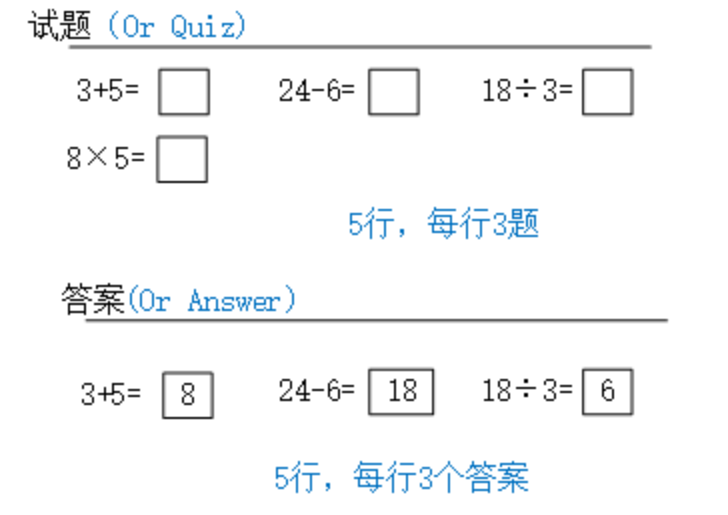 试题（Or Quiz）
3+5= 24-6= 18÷3=
8×5=
5行，每行3题
答案(Or Answer)
3+5= 8 24-6= 18 18÷3= 6
5行，每行3个答案